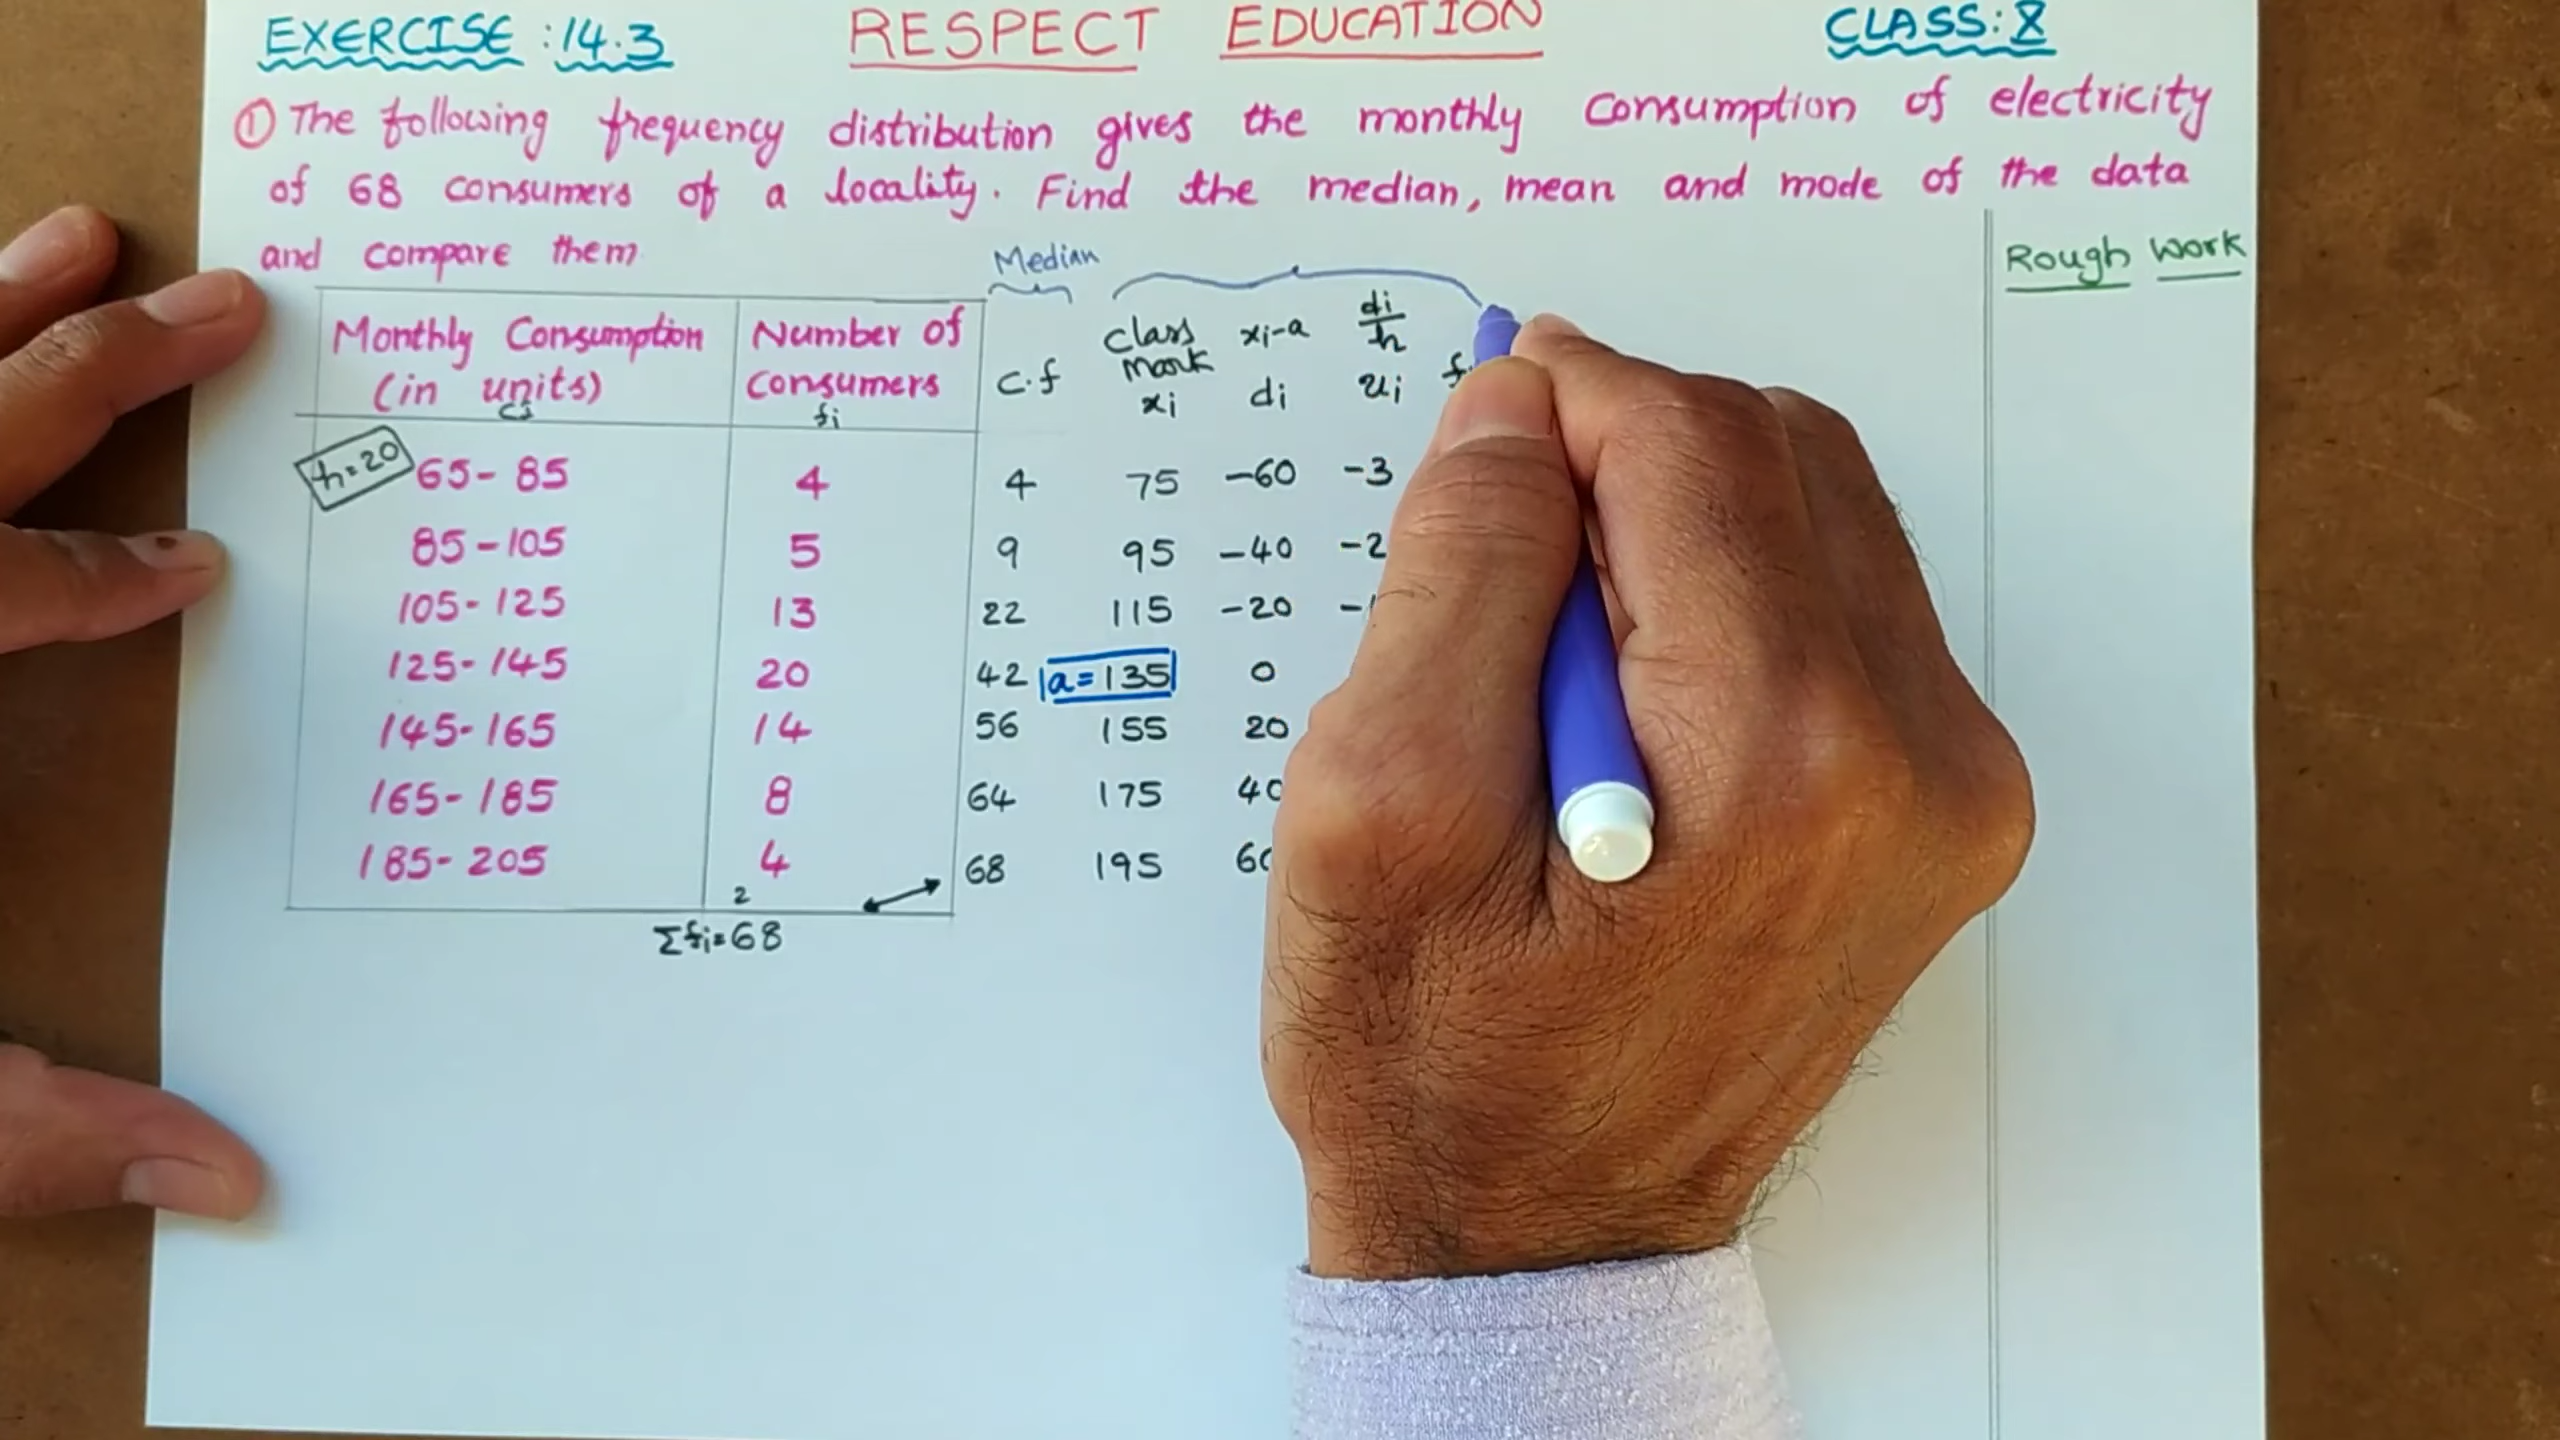 EXERCISE :14.3 RESPECT EDUCATION CLASS: X
① The following frequency distribution gives the monthly consumption of electricity
of 68 consumers of a locality. Find the median, mean and mode of the data
and compare them
Median
Rough Work
Monthly Consumption (in units) Number of consumers
CI fi
c.f
class mark xi
xi-a di
di/h ui
h=20
65-85 4 4 75 -60 -3
85-105 5 9 95 -40 -2
105-125 13 22 115 -20
125-145 20 42 a=135 0
145-165 14 56 155 20
165-185 8 64 175 40
185-205 4 68 195
2
Σfi=68